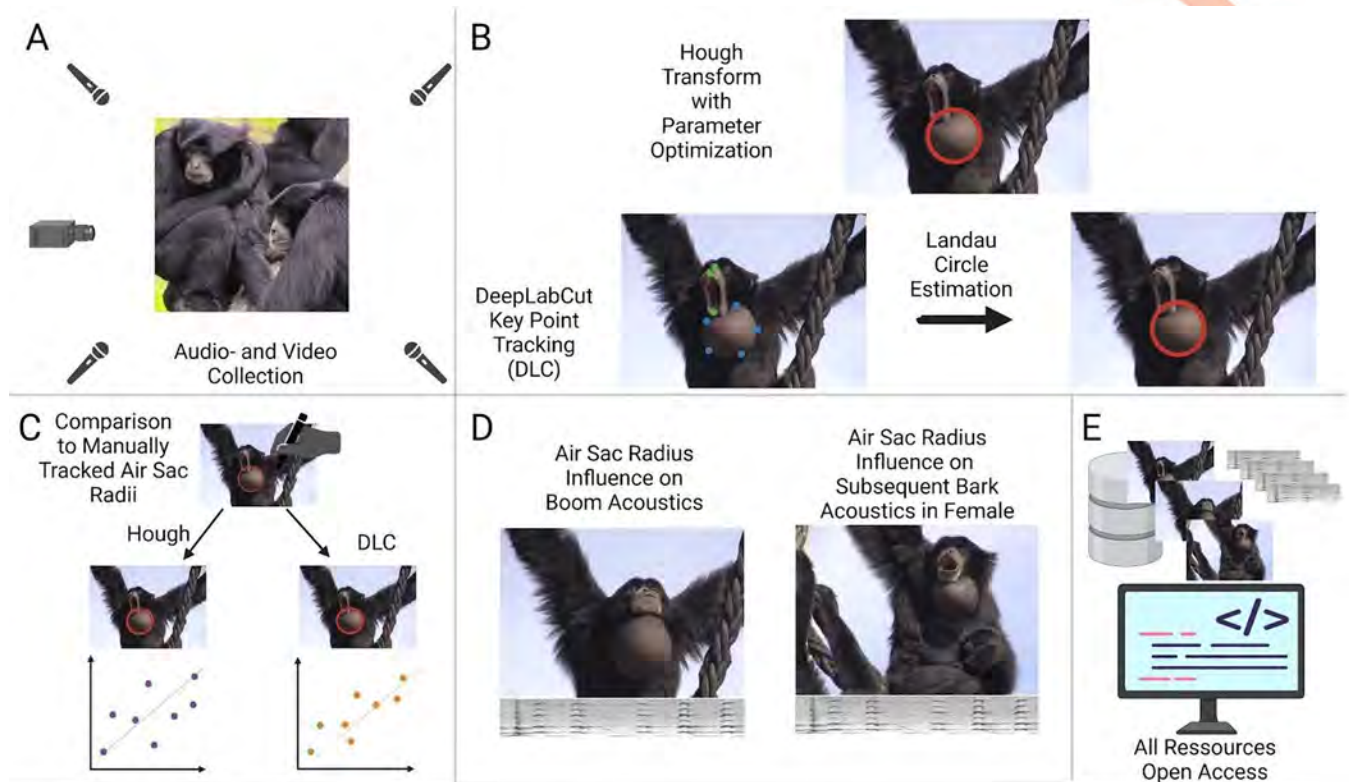 A
Audio- and Video
Collection
B
Hough
Transform
with
Parameter
Optimization
DeepLabCut
Key Point
Tracking
(DLC)
Landau
Circle
Estimation
C
Comparison
to Manually
Tracked Air Sac
Radii
Hough
DLC
D
Air Sac Radius
Influence on
Boom Acoustics
Air Sac Radius
Influence on
Subsequent Bark
Acoustics in Female
E
</>
All Ressources
Open Access